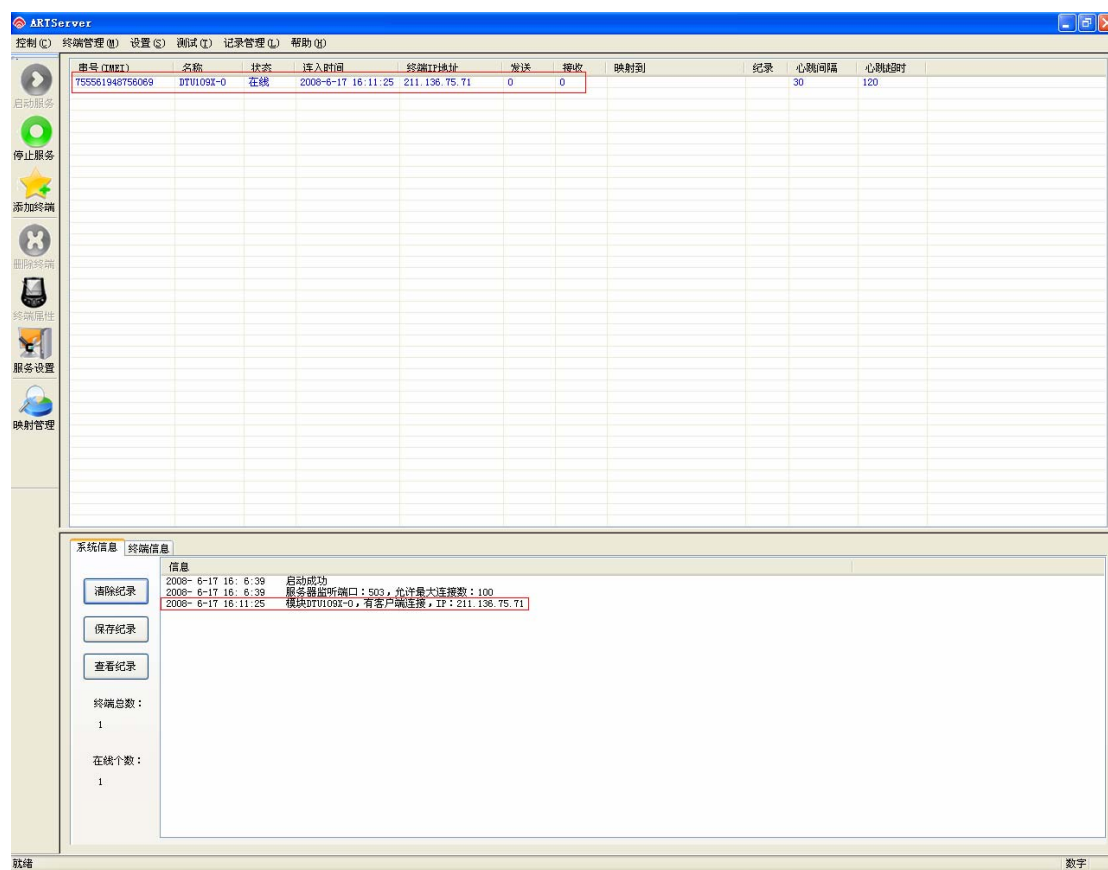 ARTServer
控制(C) 终端管理(M) 设置(S) 测试(T) 记录管理(L) 帮助(H)
串号(IMEI) 名称 状态 连入时间 终端IP地址 发送 接收 映射到 纪录 心跳间隔 心跳超时
755561948756069 DTU109X-0 在线 2008-6-17 16:11:25 211.136.75.71 0 0 30 120
启动服务
停止服务
添加终端
删除终端
终端属性
服务设置
映射管理
系统信息 终端信息
信息
2008- 6-17 16: 6:39 启动成功
2008- 6-17 16: 6:39 服务器监听端口：503，允许最大连接数：100
2008- 6-17 16:11:25 模块DTU109X-0，有客户端连接，IP：211.136.75.71
清除纪录
保存纪录
查看纪录
终端总数：
1
在线个数：
1
就绪 数字